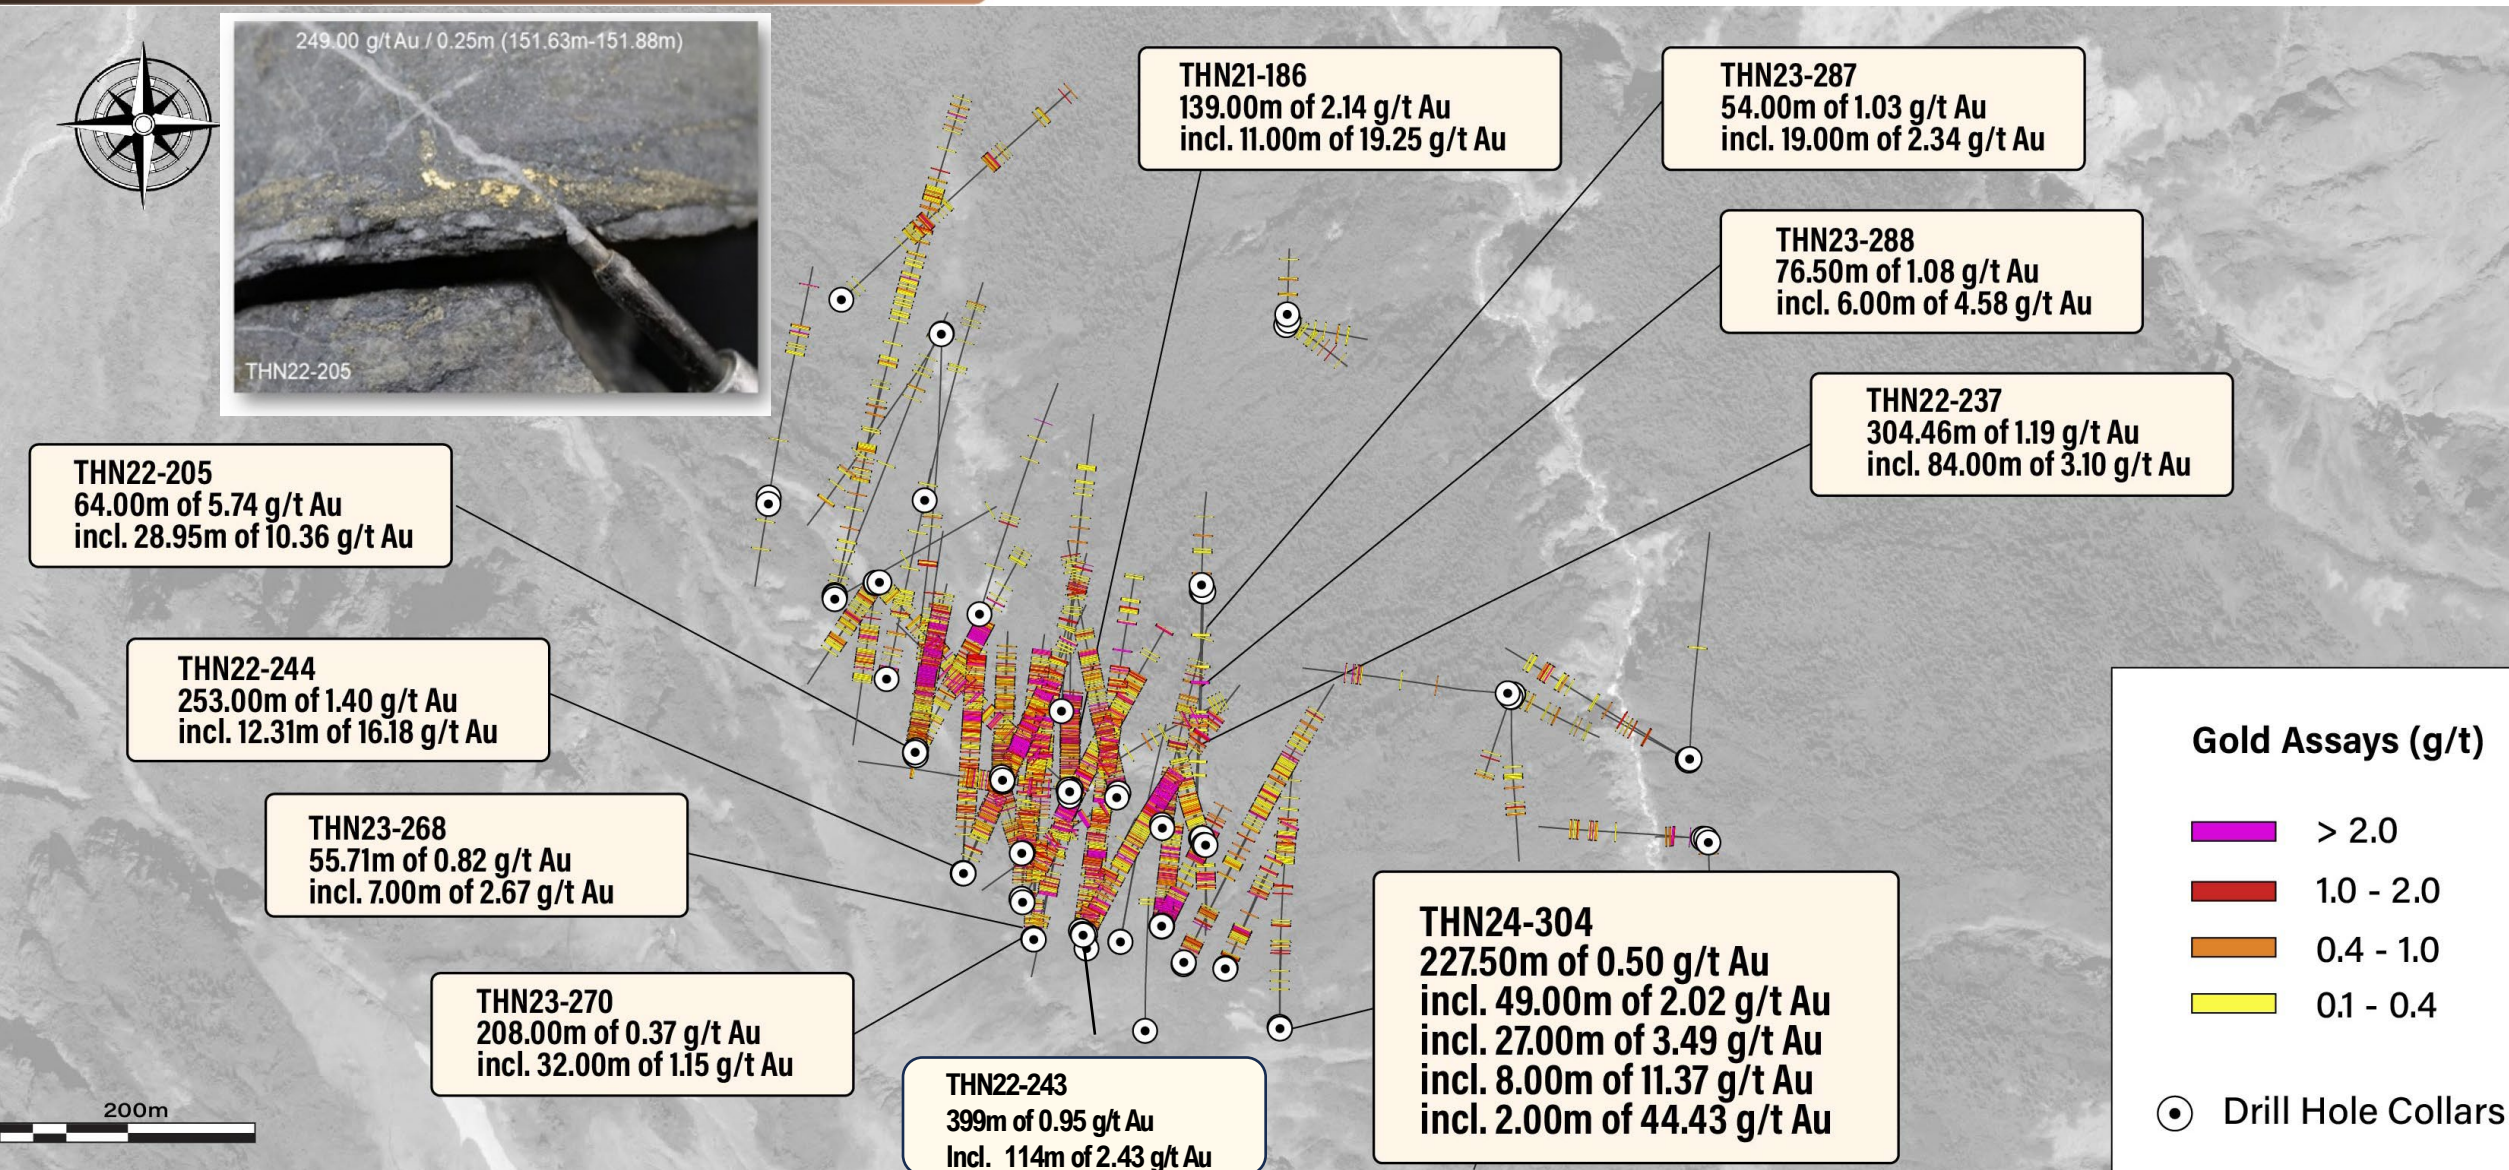 249.00 g/t Au / 0.25m (151.63m-151.88m)
THN22-205
THN21-186
139.00m of 2.14 g/t Au
incl. 11.00m of 19.25 g/t Au
THN23-287
54.00m of 1.03 g/t Au
incl. 19.00m of 2.34 g/t Au
THN23-288
76.50m of 1.08 g/t Au
incl. 6.00m of 4.58 g/t Au
THN22-237
304.46m of 1.19 g/t Au
incl. 84.00m of 3.10 g/t Au
THN22-205
64.00m of 5.74 g/t Au
incl. 28.95m of 10.36 g/t Au
THN22-244
253.00m of 1.40 g/t Au
incl. 12.31m of 16.18 g/t Au
THN23-268
55.71m of 0.82 g/t Au
incl. 7.00m of 2.67 g/t Au
THN23-270
208.00m of 0.37 g/t Au
incl. 32.00m of 1.15 g/t Au
THN22-243
399m of 0.95 g/t Au
Incl. 114m of 2.43 g/t Au
THN24-304
227.50m of 0.50 g/t Au
incl. 49.00m of 2.02 g/t Au
incl. 27.00m of 3.49 g/t Au
incl. 8.00m of 11.37 g/t Au
incl. 2.00m of 44.43 g/t Au
Gold Assays (g/t)
> 2.0
1.0 - 2.0
0.4 - 1.0
0.1 - 0.4
Drill Hole Collars
200m